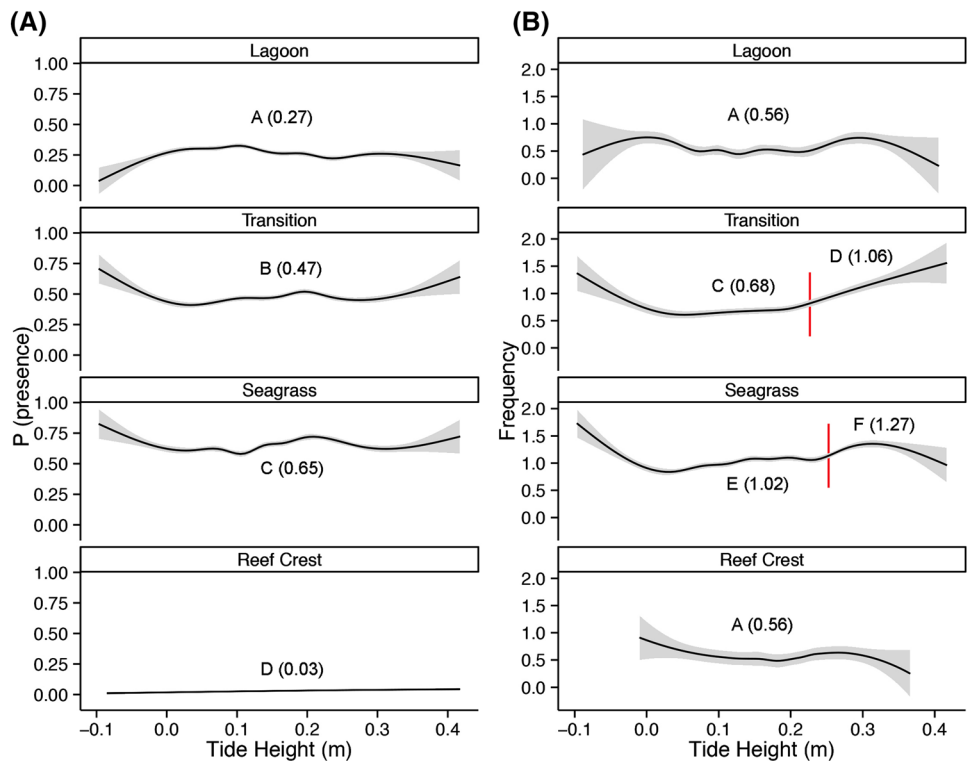 (A)
Lagoon
1.00
0.75
0.50
0.25
0.00
A (0.27)
Transition
1.00
0.75
0.50
0.25
0.00
B (0.47)
Seagrass
1.00
0.75
0.50
0.25
0.00
C (0.65)
Reef Crest
1.00
0.75
0.50
0.25
0.00
D (0.03)
P (presence)
−0.1 0.0 0.1 0.2 0.3 0.4
Tide Height (m)
(B)
Lagoon
2.0
1.5
1.0
0.5
0.0
A (0.56)
Transition
2.0
1.5
1.0
0.5
0.0
C (0.68)
D (1.06)
Seagrass
2.0
1.5
1.0
0.5
0.0
E (1.02)
F (1.27)
Reef Crest
2.0
1.5
1.0
0.5
0.0
A (0.56)
Frequency
−0.1 0.0 0.1 0.2 0.3 0.4
Tide Height (m)